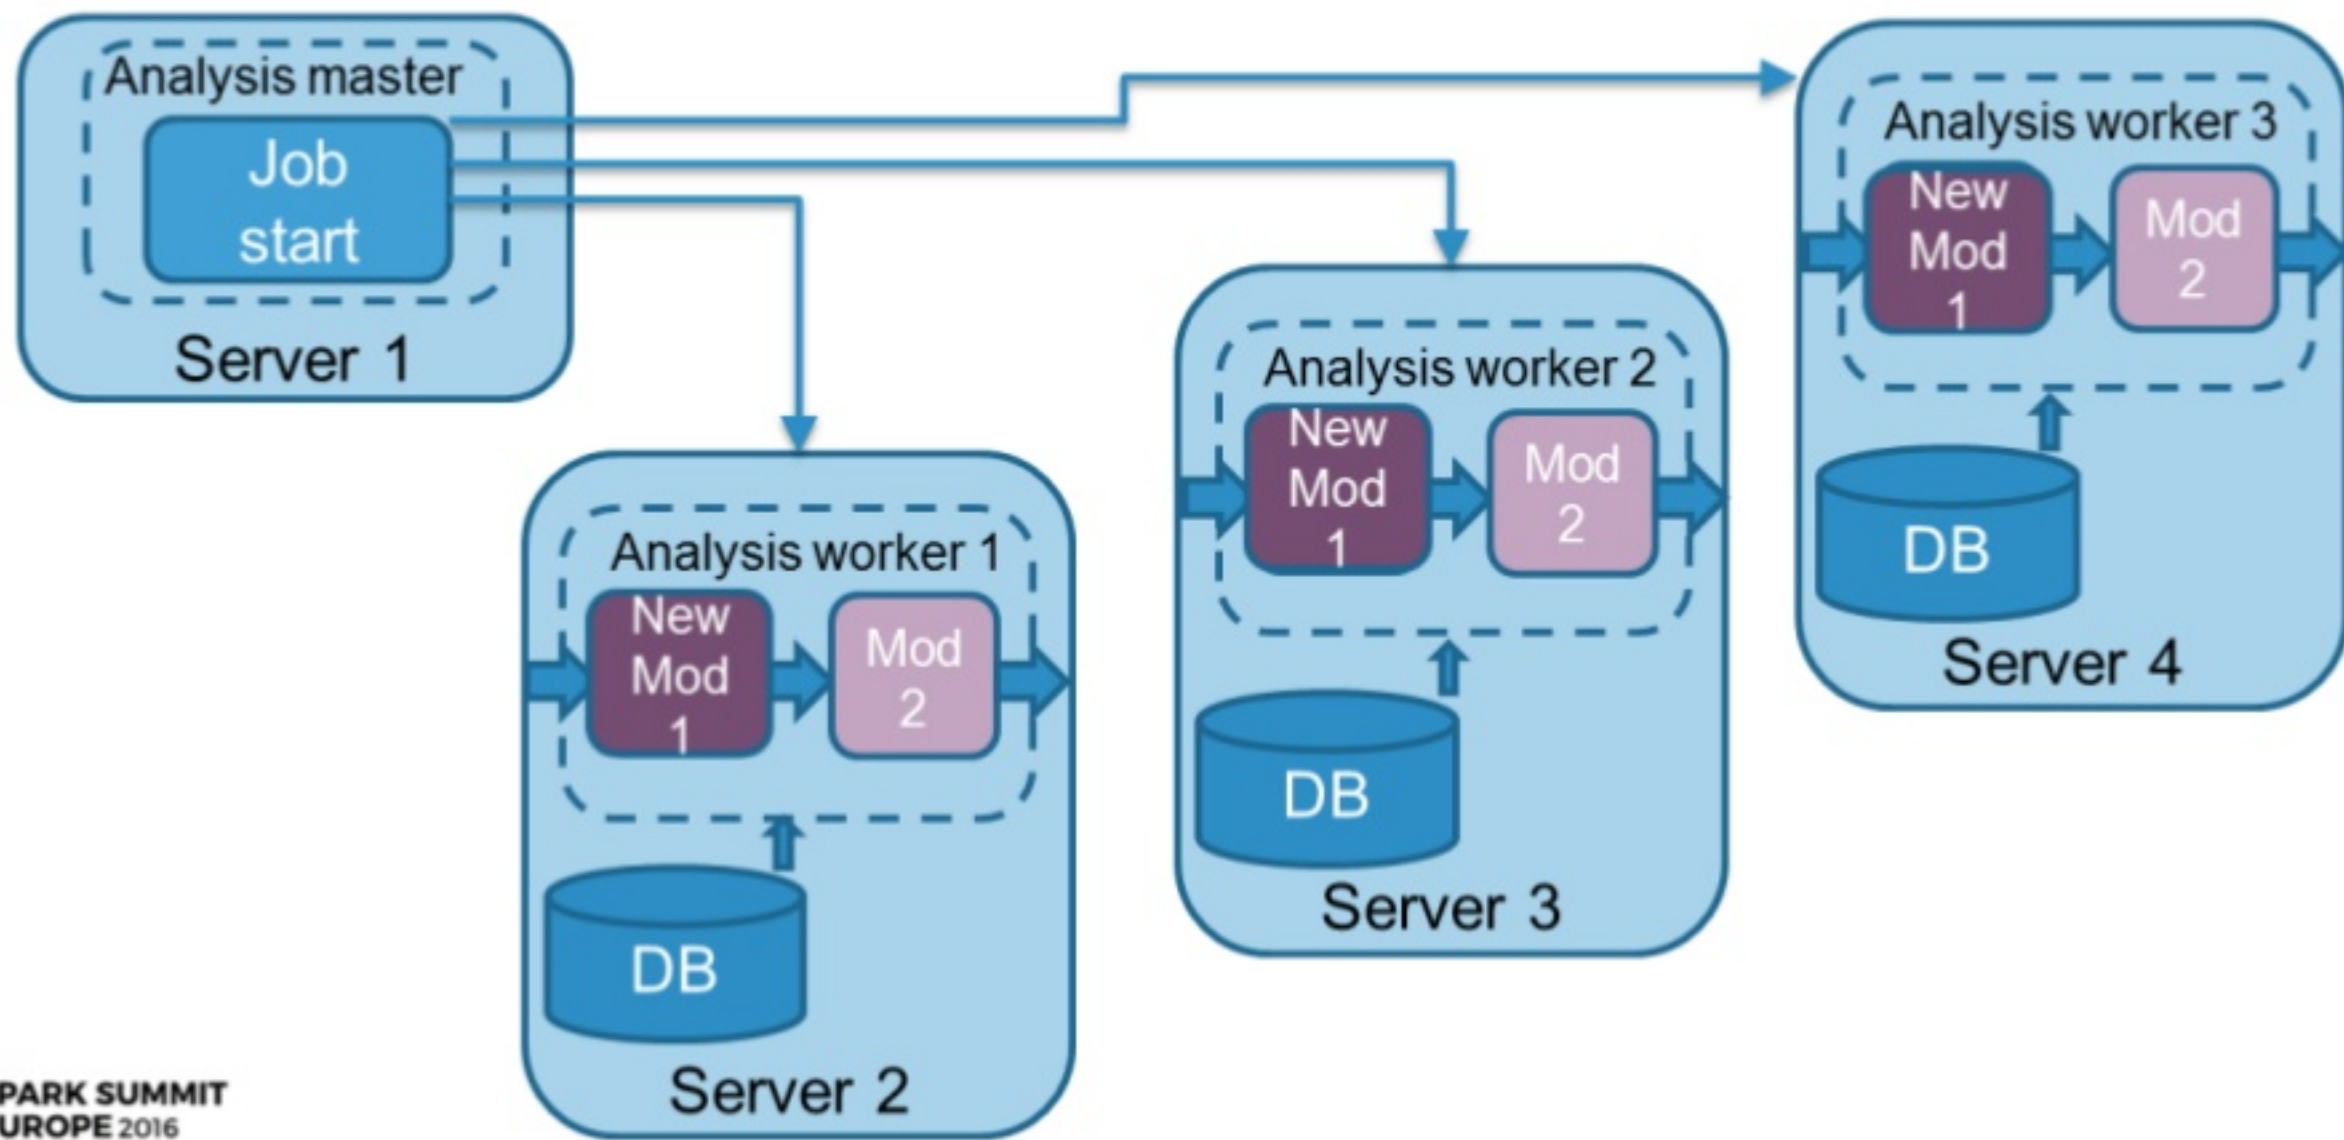 Analysis master
Job
start
Server 1
Analysis worker 1
New
Mod
1
Mod
2
DB
Server 2
Analysis worker 2
New
Mod
1
Mod
2
DB
Server 3
Analysis worker 3
New
Mod
1
Mod
2
DB
Server 4
PARK SUMMIT
UROPE 2016